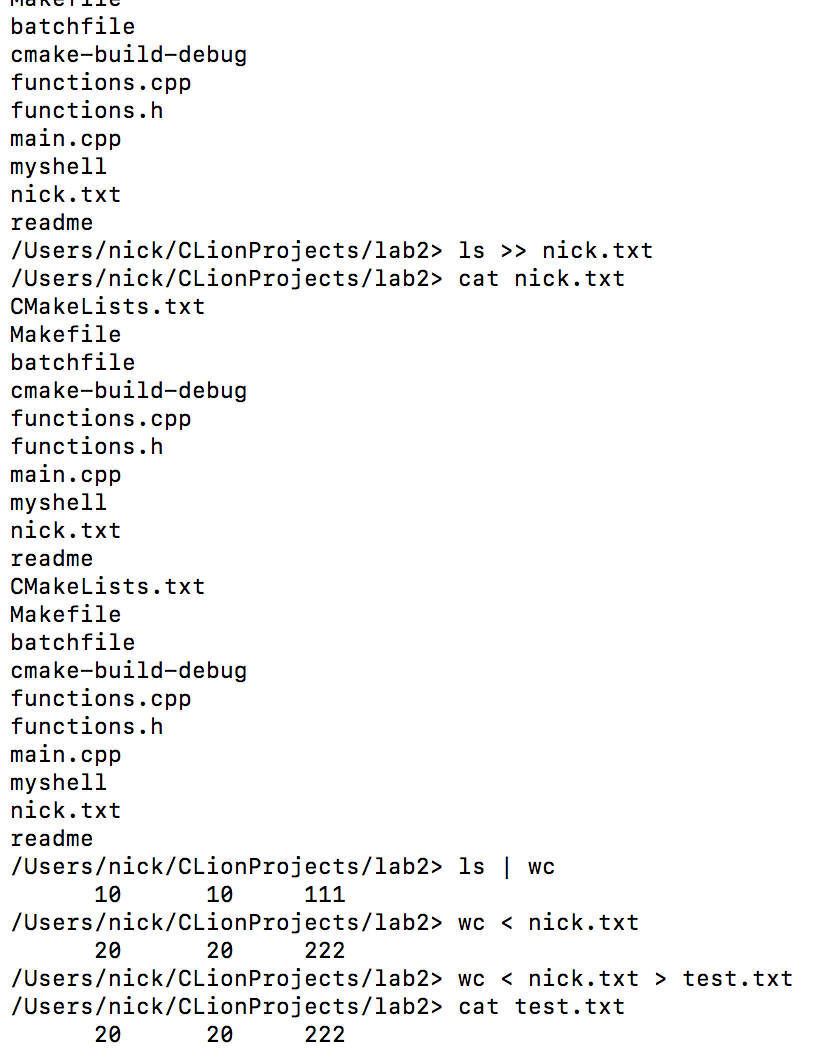 Makefile
batchfile
cmake-build-debug
functions.cpp
functions.h
main.cpp
myshell
nick.txt
readme
/Users/nick/CLionProjects/lab2> ls >> nick.txt
/Users/nick/CLionProjects/lab2> cat nick.txt
CMakeLists.txt
Makefile
batchfile
cmake-build-debug
functions.cpp
functions.h
main.cpp
myshell
nick.txt
readme
CMakeLists.txt
Makefile
batchfile
cmake-build-debug
functions.cpp
functions.h
main.cpp
myshell
nick.txt
readme
/Users/nick/CLionProjects/lab2> ls | wc
      10      10     111
/Users/nick/CLionProjects/lab2> wc < nick.txt
      20      20     222
/Users/nick/CLionProjects/lab2> wc < nick.txt > test.txt
/Users/nick/CLionProjects/lab2> cat test.txt
      20      20     222